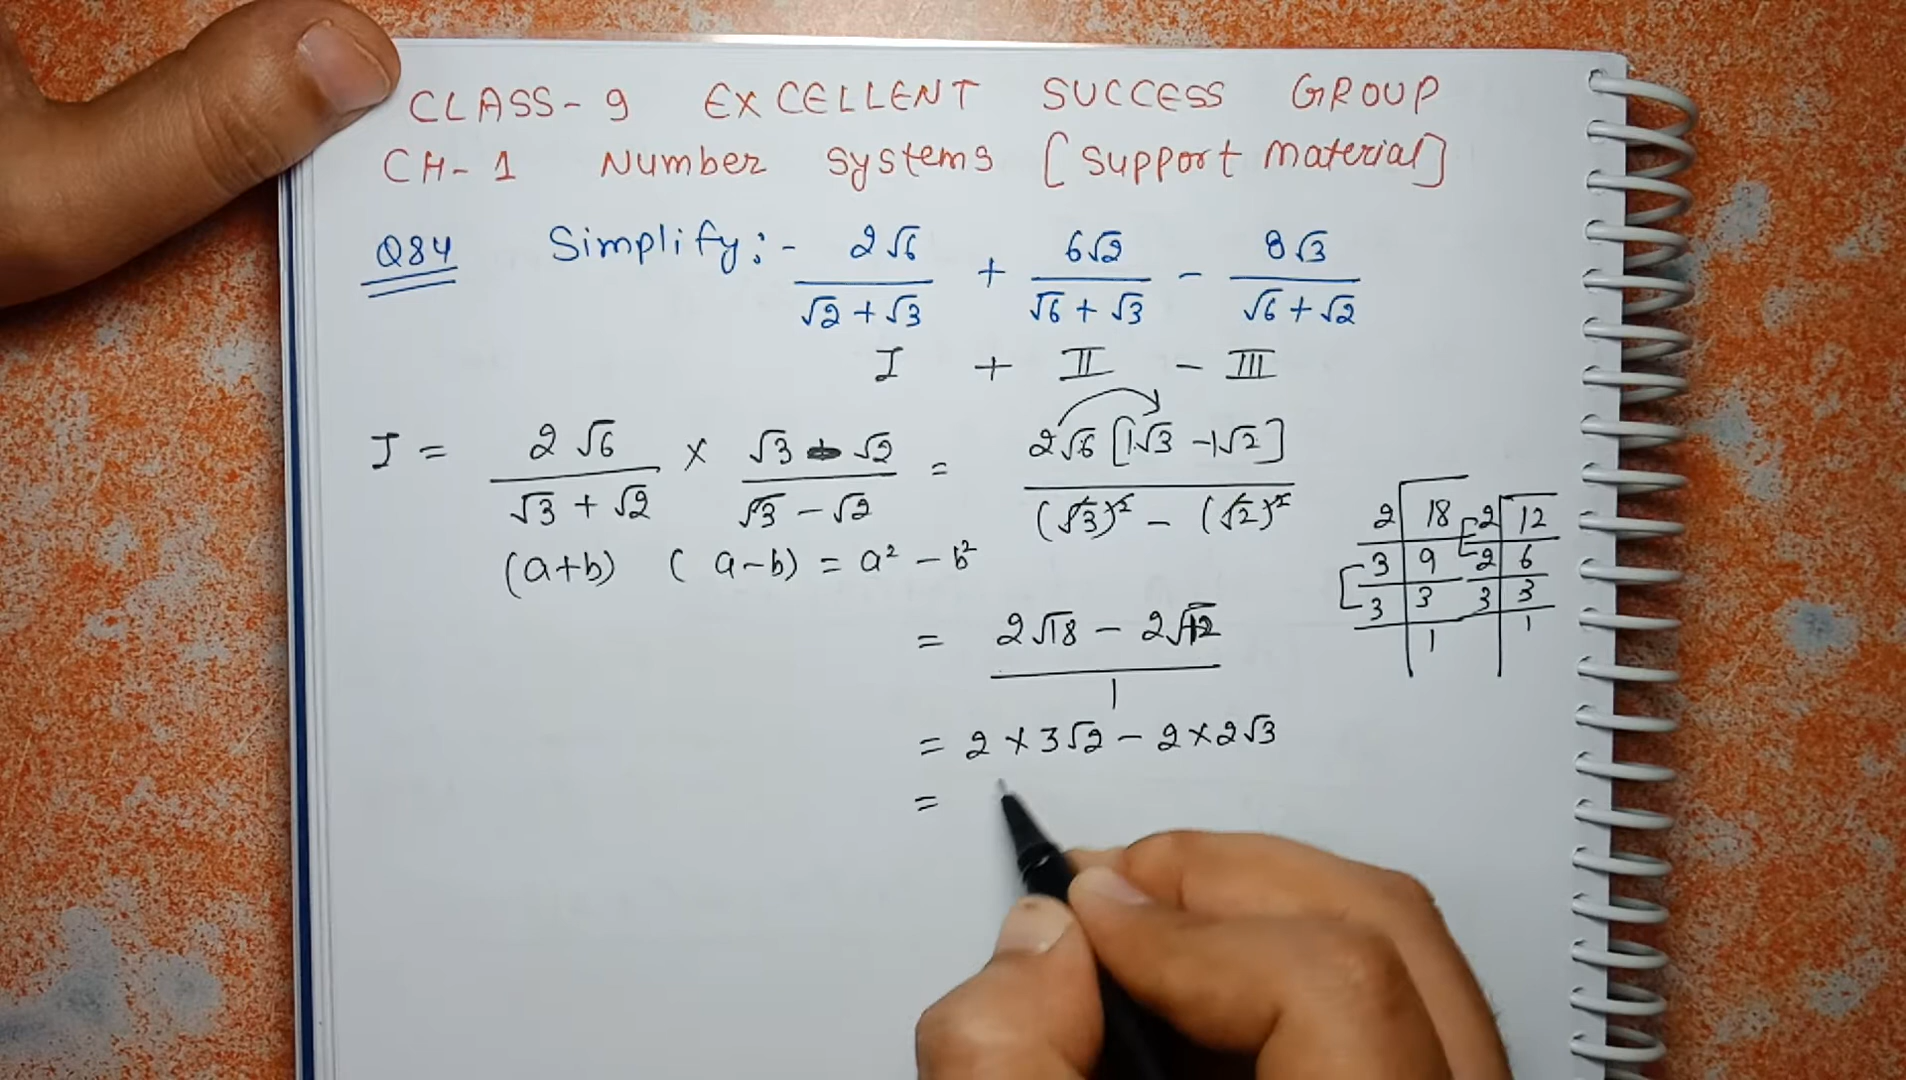 CLASS-9 EXCELLENT SUCCESS GROUP
CH-1 Number systems [support material]
Q84 Simplify:- 2√6/(√2+√3) + 6√2/(√6+√3) - 8√3/(√6+√2)
I + II - III
I = 2√6/(√3+√2) × (√3-√2)/(√3-√2) = 2√6[1√3-1√2]/((√3)²-(√2)²)
(a+b) (a-b) = a²-b²
= (2√18-2√12)/1
= 2×3√2-2×2√3
=
2 18 2 12
3 9 2 6
3 3 3 3
1 1